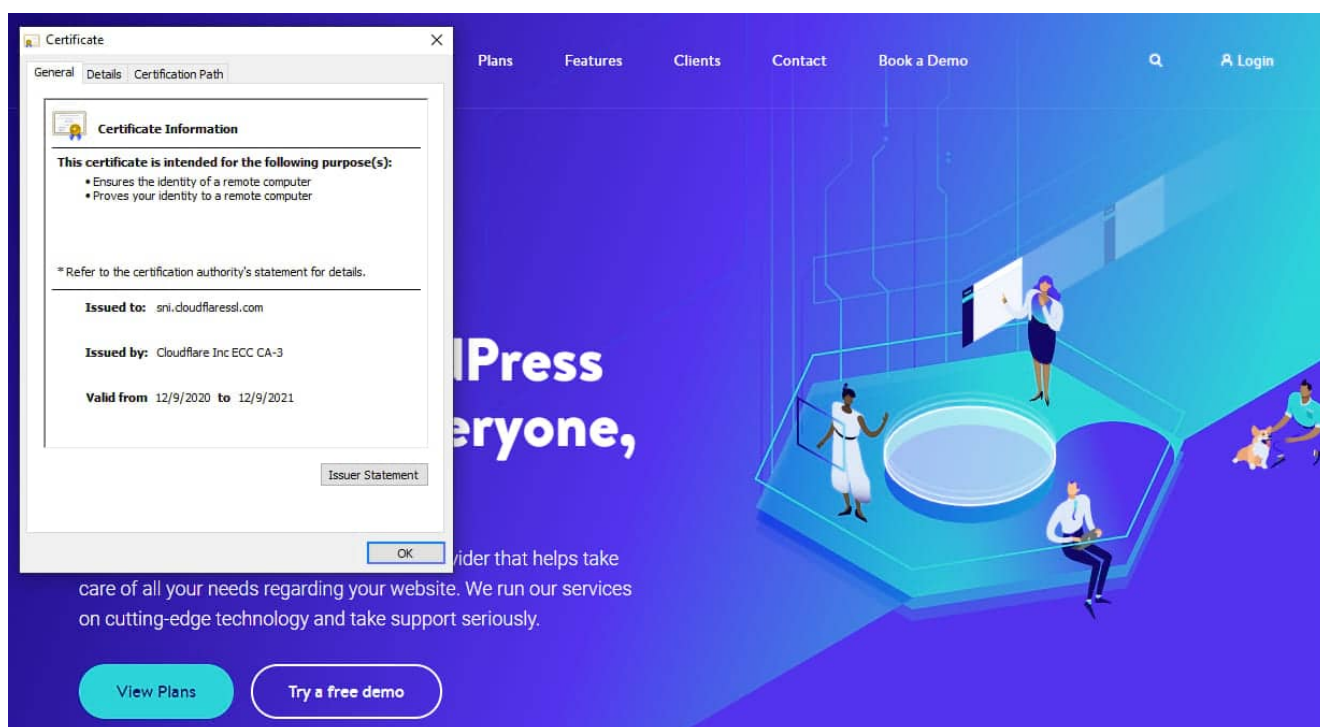 Certificate
General Details Certification Path
Certificate Information
This certificate is intended for the following purpose(s):
• Ensures the identity of a remote computer
• Proves your identity to a remote computer
* Refer to the certification authority's statement for details.
Issued to: sni.cloudflaressl.com
Issued by: Cloudflare Inc ECC CA-3
Valid from 12/9/2020 to 12/9/2021
Issuer Statement
OK
Plans Features Clients Contact Book a Demo Login
lPress
eryone,
vider that helps take
care of all your needs regarding your website. We run our services
on cutting-edge technology and take support seriously.
View Plans Try a free demo